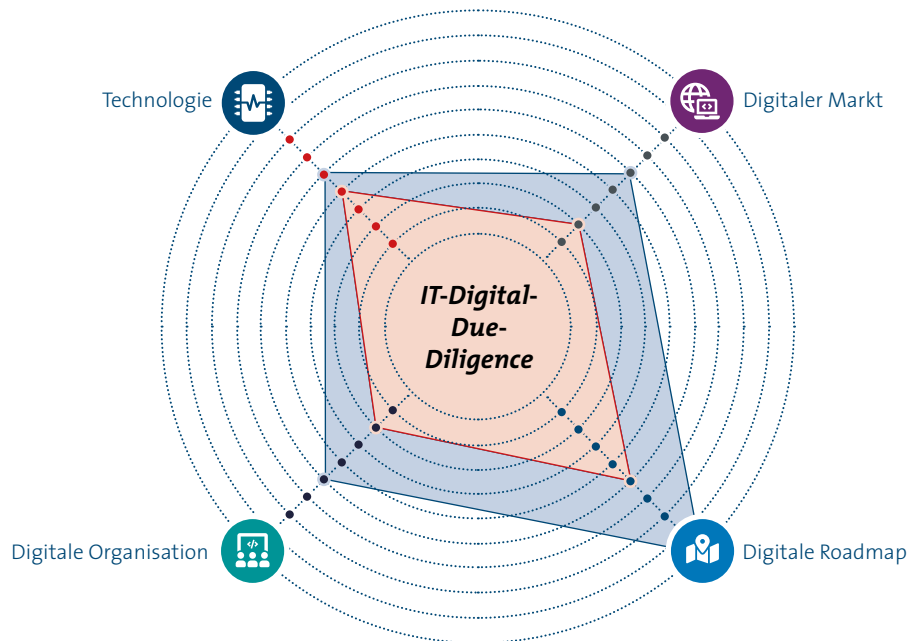 Technologie
Digitaler Markt
IT-Digital-
Due-
Diligence
Digitale Organisation
Digitale Roadmap